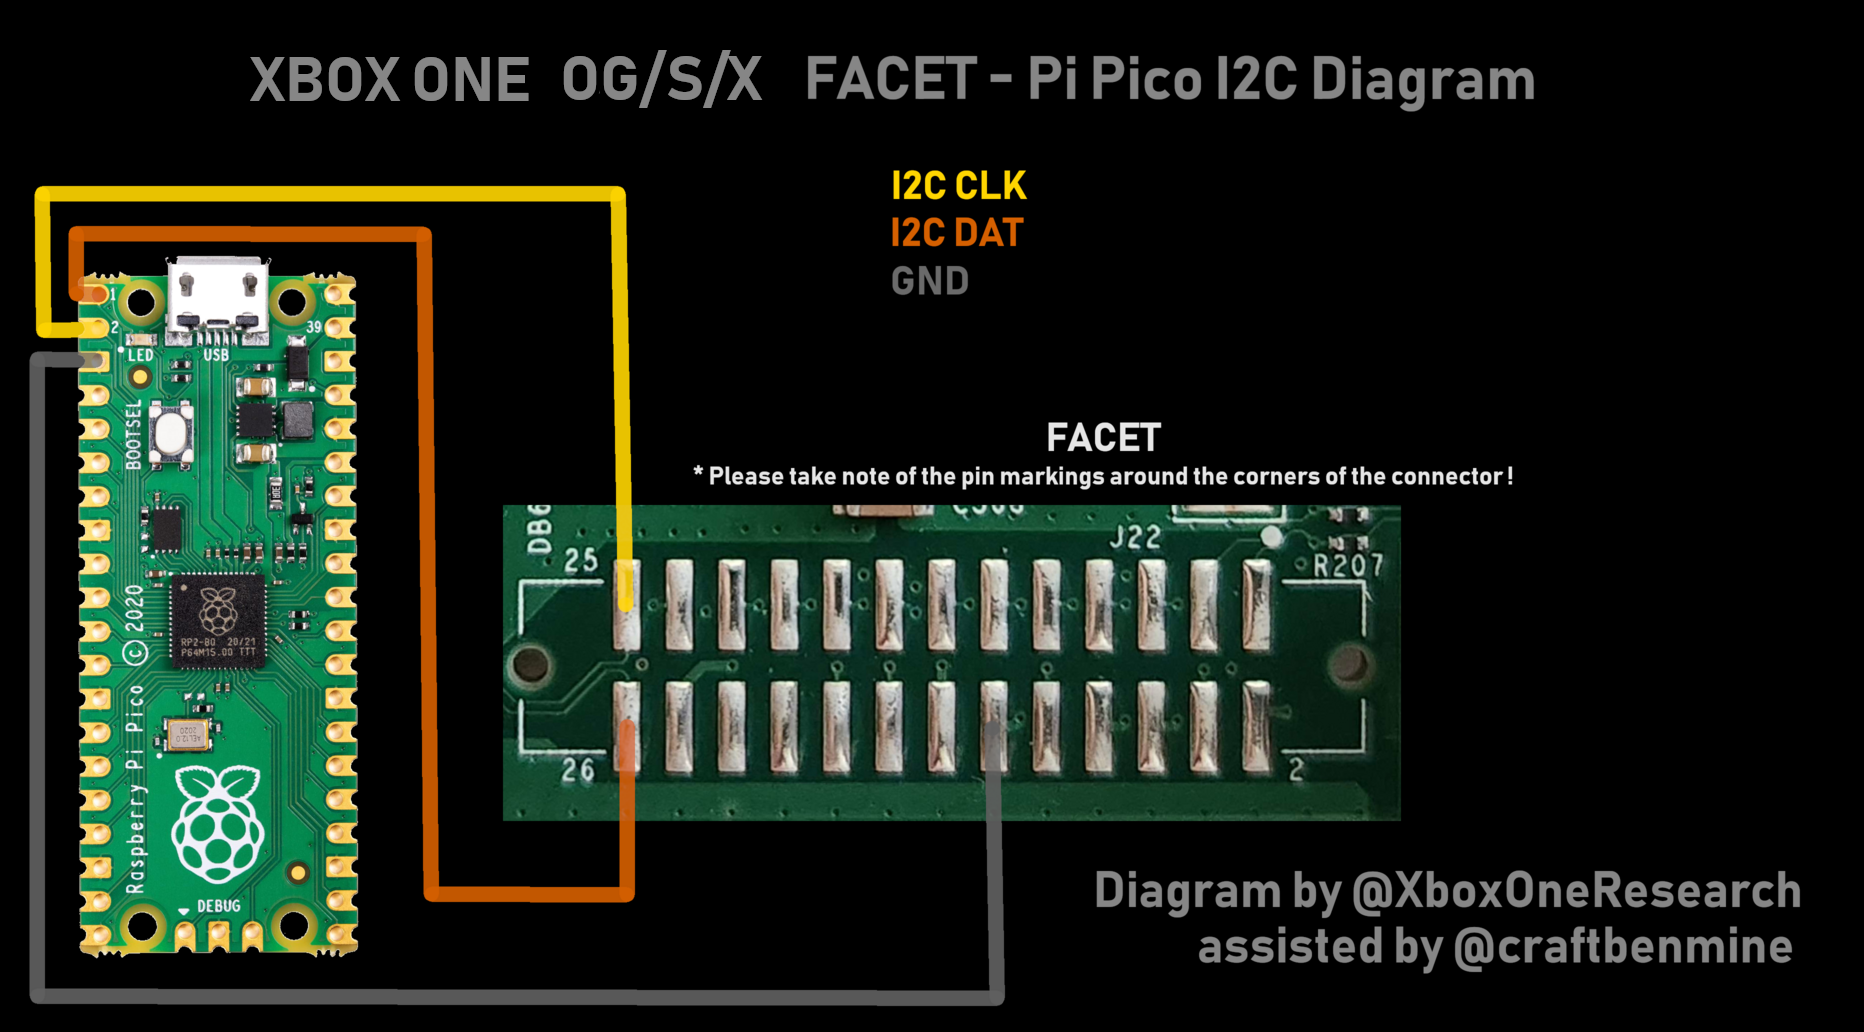 XBOX ONE OG/S/X FACET - Pi Pico I2C Diagram
I2C CLK
I2C DAT
GND
1
2
39
LED
USB
BOOTSEL
RP2-B0 20/21
P64M15.00 TTT
© 2020
Raspberry Pi Pico
DEBUG
FACET
* Please take note of the pin markings around the corners of the connector !
25
J22
R207
26
2
Diagram by @XboxOneResearch
assisted by @craftbenmine